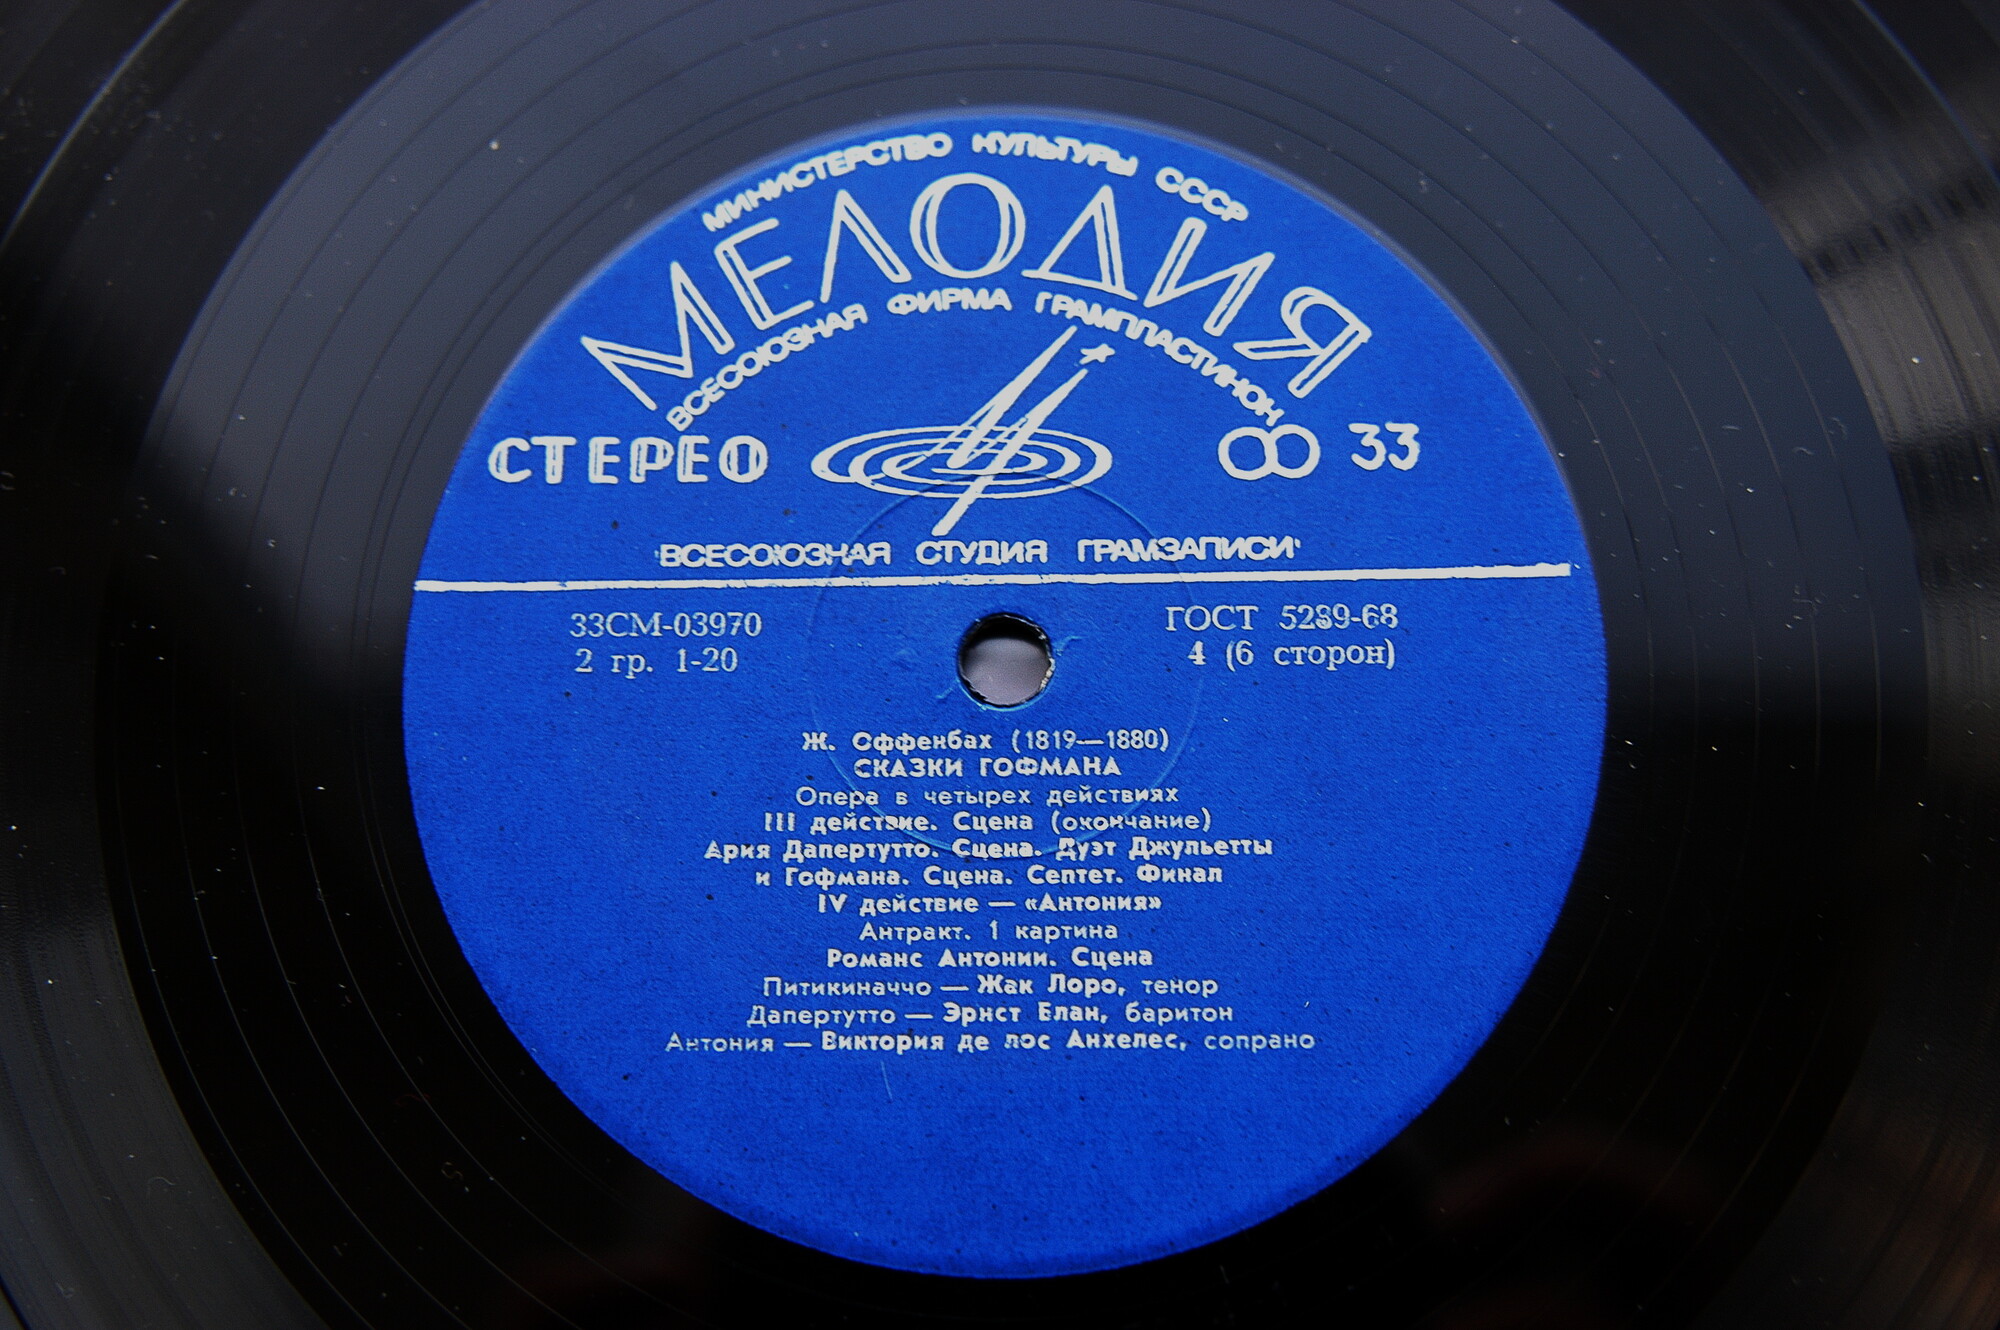 МИНИСТЕРСТВО КУЛЬТУРЫ СССР
МЕЛОДИЯ
ВСЕСОЮЗНАЯ ФИРМА ГРАМПЛАСТИНОК
СТЕРЕО 33
"ВСЕСОЮЗНАЯ СТУДИЯ ГРАМЗАПИСИ"
33СМ-03970 ГОСТ 5289-68
2 гр. 1-20 4 (6 сторон)
Ж. Оффенбах (1819—1880)
СКАЗКИ ГОФМАНА
Опера в четырех действиях
III действие. Сцена (окончание)
Ария Дапертутто. Сцена. Дуэт Джульетты
и Гофмана. Сцена. Септет. Финал
IV действие — «Антония»
Антракт. 1 картина
Романс Антонии. Сцена
Питикиначчо — Жак Лоро, тенор
Дапертутто — Эрнст Блан, баритон
Антония — Виктория де лос Анхелес, сопрано